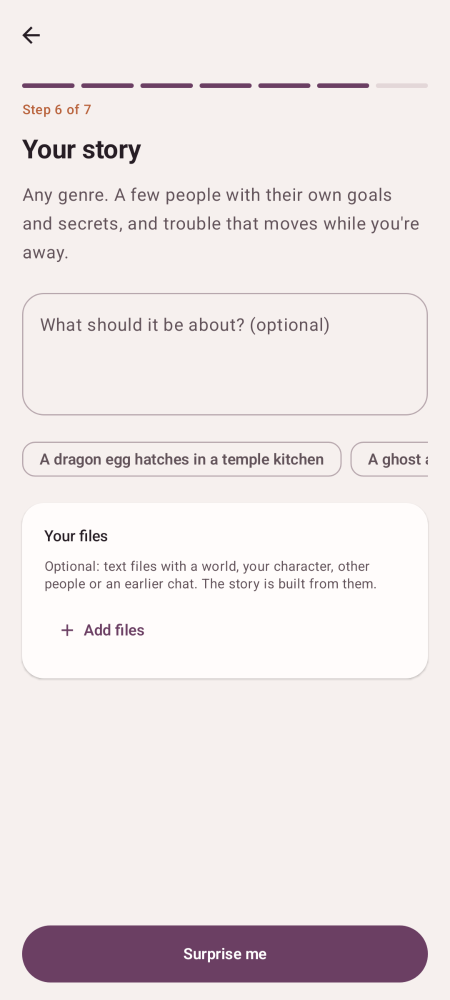 Step 6 of 7
Your story
Any genre. A few people with their own goals
and secrets, and trouble that moves while you're
away.
What should it be about? (optional)
A dragon egg hatches in a temple kitchen
A ghost
Your files
Optional: text files with a world, your character, other
people or an earlier chat. The story is built from them.
+ Add files
Surprise me